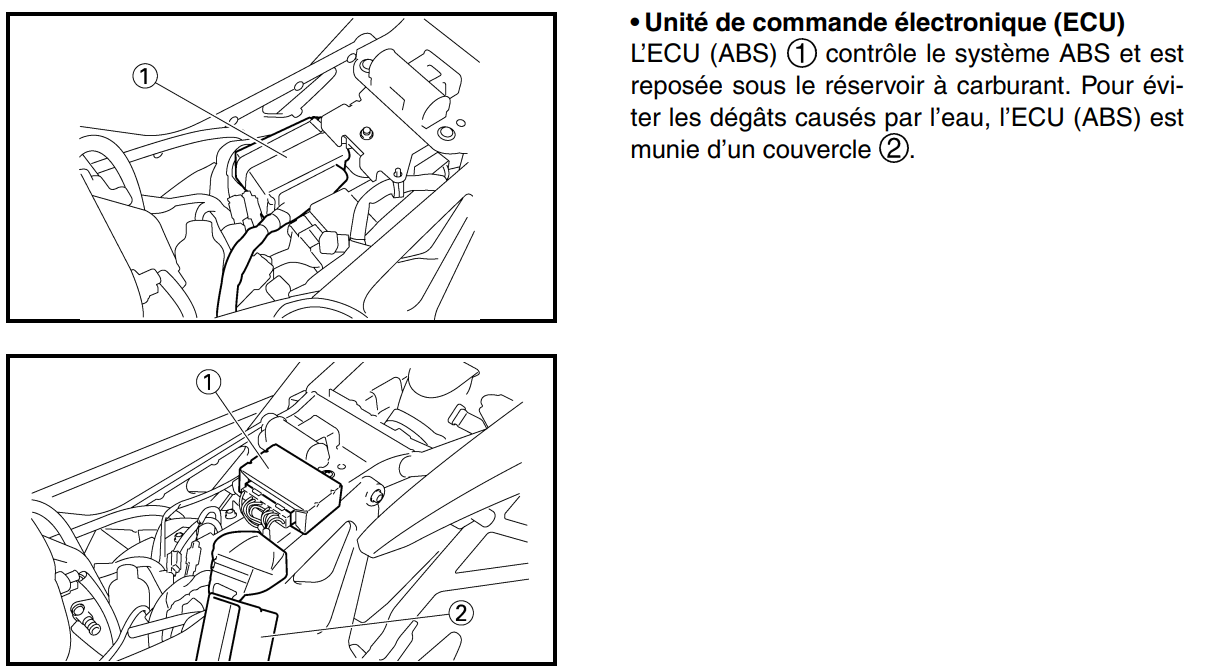 ①
①
②
• Unité de commande électronique (ECU)
L’ECU (ABS) ① contrôle le système ABS et est
reposée sous le réservoir à carburant. Pour évi-
ter les dégâts causés par l’eau, l’ECU (ABS) est
munie d’un couvercle ②.